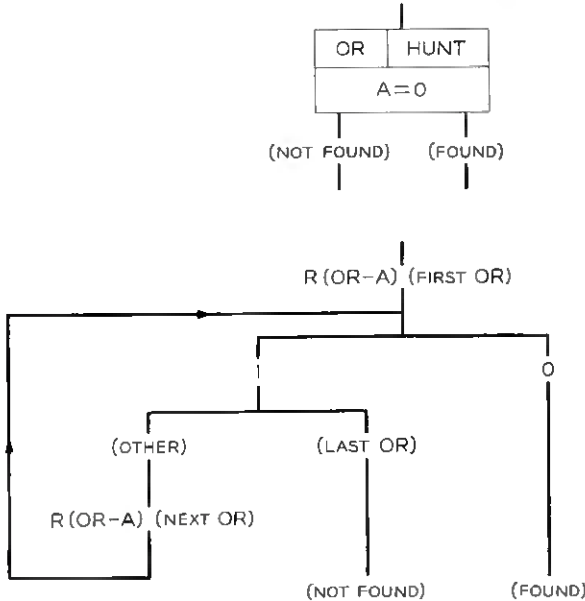 OR HUNT
A=0
(NOT FOUND) (FOUND)
R(OR-A) (FIRST OR)
1 0
(OTHER) (LAST OR)
R(OR-A) (NEXT OR)
(NOT FOUND) (FOUND)